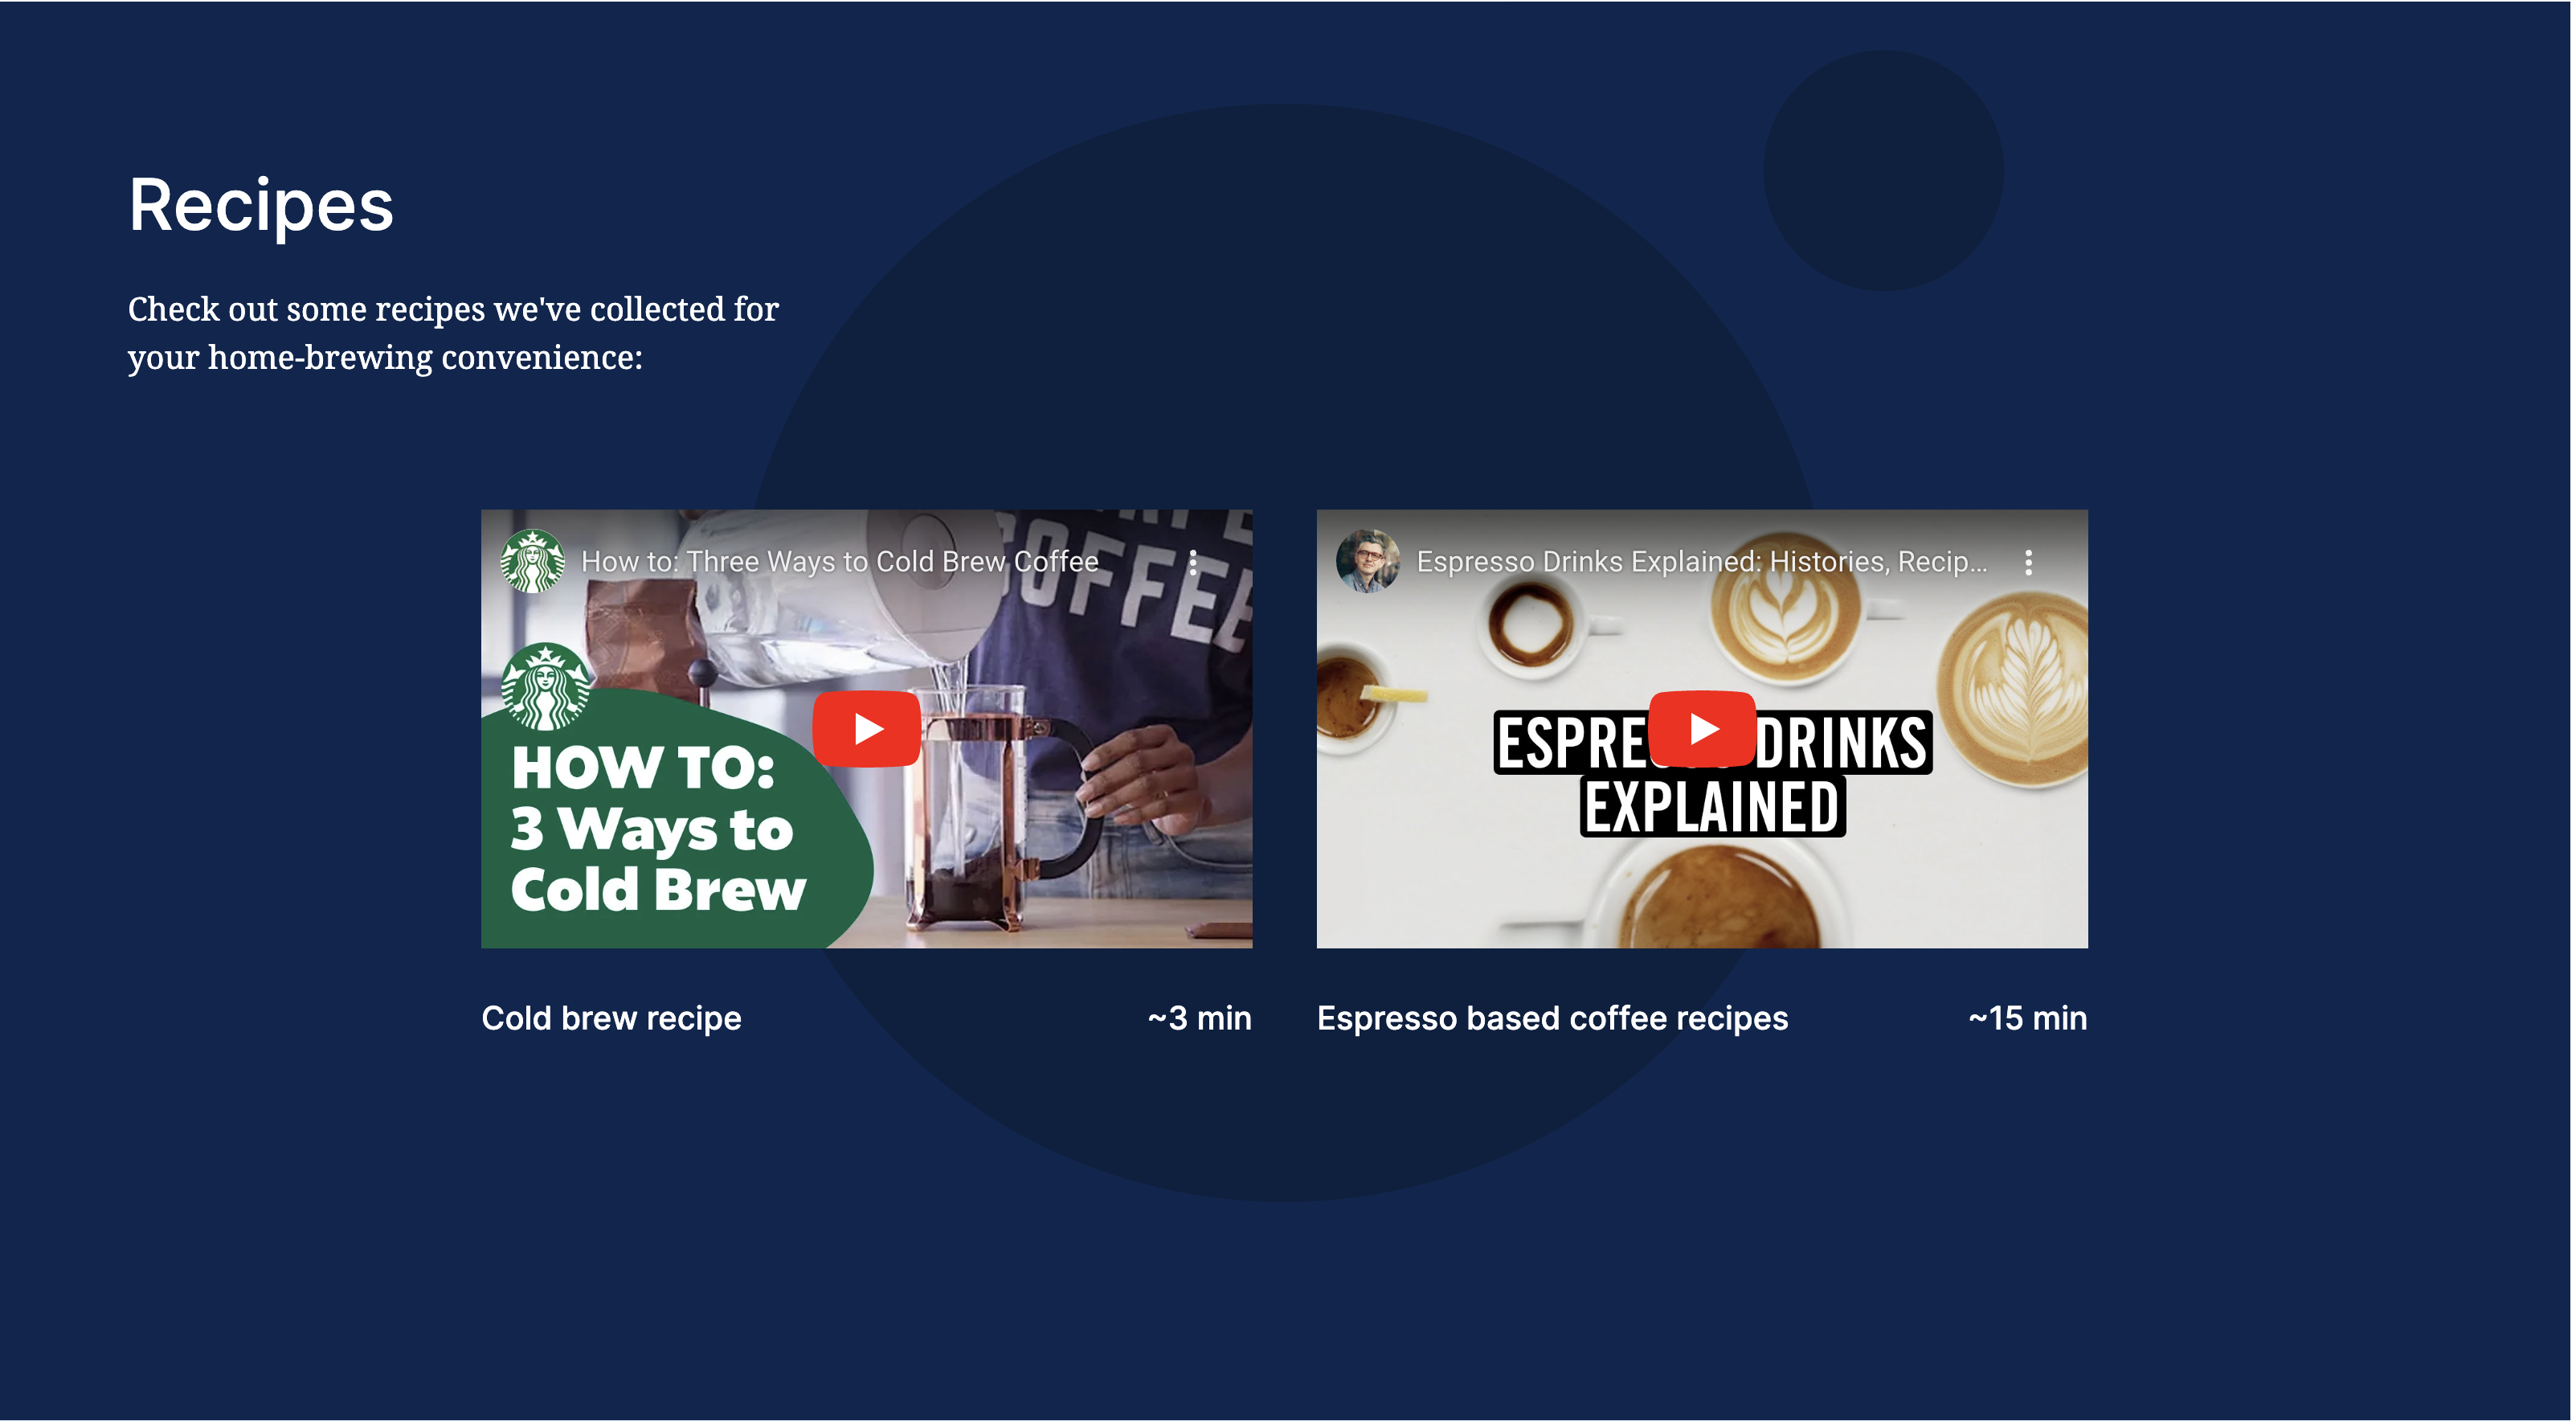 Recipes
Check out some recipes we've collected for
your home-brewing convenience:
How to: Three Ways to Cold Brew Coffee
COFFEE
HOW TO:
3 Ways to
Cold Brew
Espresso Drinks Explained: Histories, Recip...
DRINKS
EXPLAINED
Cold brew recipe
~3 min
Espresso based coffee recipes
~15 min